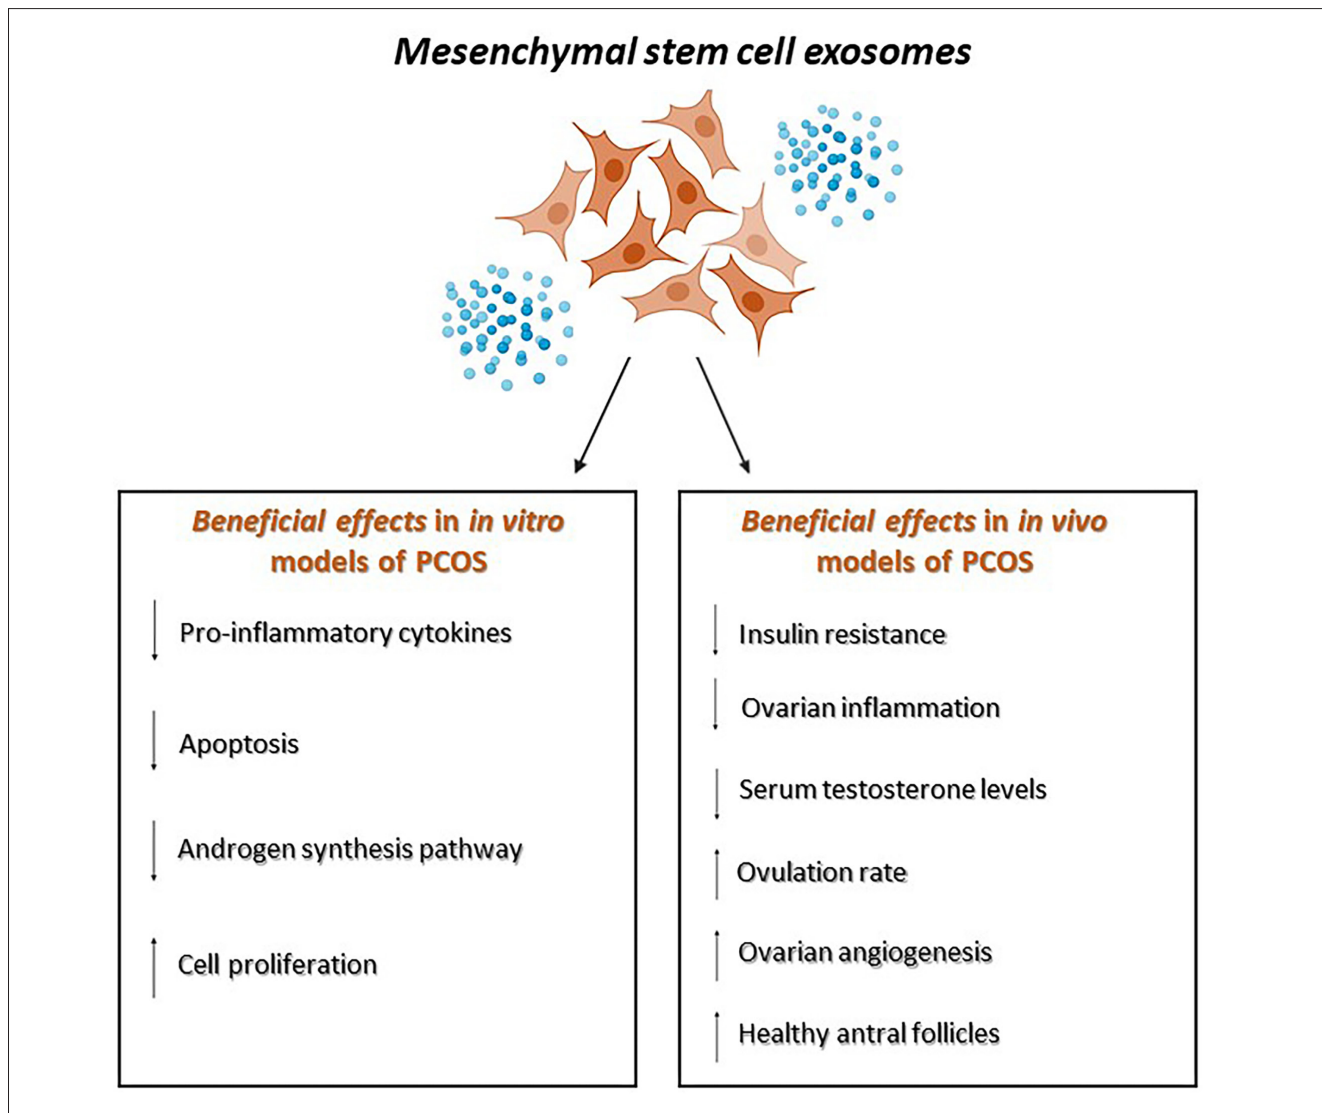 Mesenchymal stem cell exosomes
Beneficial effects in in vitro
models of PCOS
Pro-inflammatory cytokines
Apoptosis
Androgen synthesis pathway
Cell proliferation
Beneficial effects in in vivo
models of PCOS
Insulin resistance
Ovarian inflammation
Serum testosterone levels
Ovulation rate
Ovarian angiogenesis
Healthy antral follicles